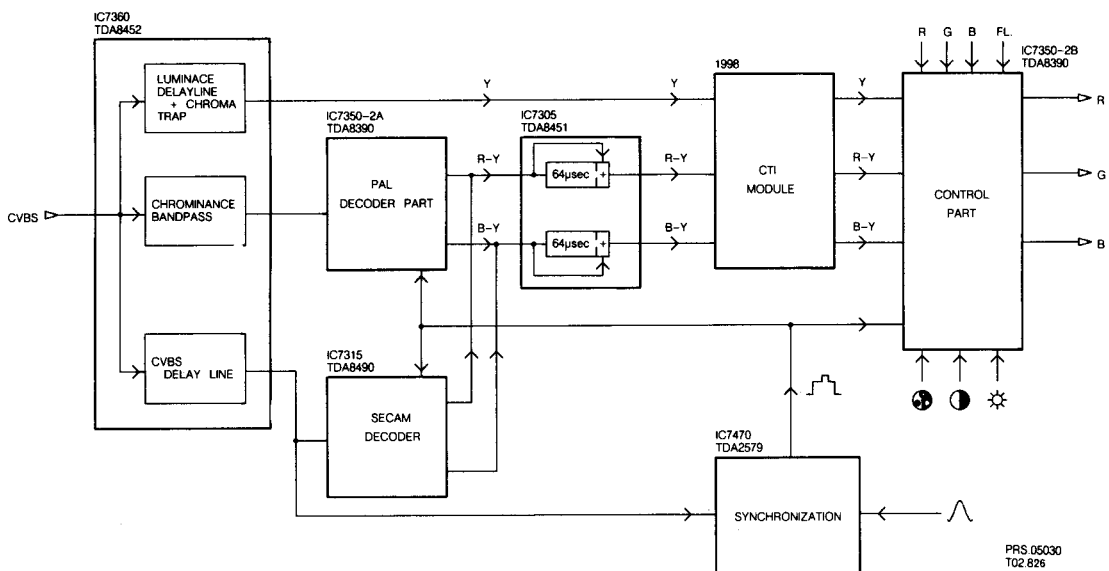 IC7360
TDA8452
LUMINACE
DELAYLINE
+ CHROMA
TRAP
CHROMINANCE
BANDPASS
CVBS
DELAY LINE
CVBS
IC7350-2A
TDA8390
PAL
DECODER PART
IC7315
TDA8490
SECAM
DECODER
Y
Y
Y
R-Y
B-Y
IC7305
TDA8451
64µsec
+
64µsec
+
R-Y
B-Y
1998
CTI
MODULE
R-Y
B-Y
R G B FL.
IC7350-2B
TDA8390
CONTROL
PART
R
G
B
IC7470
TDA2579
SYNCHRONIZATION
PRS.05030
T02.826